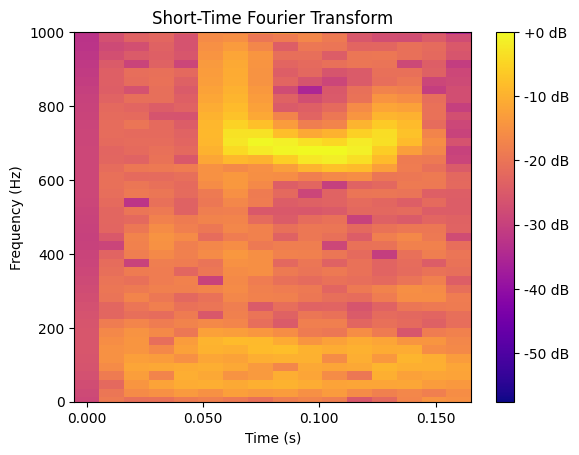 Short-Time Fourier Transform
1000
800
600
400
200
0
Frequency (Hz)
0.000
0.050
0.100
0.150
Time (s)
+0 dB
-10 dB
-20 dB
-30 dB
-40 dB
-50 dB